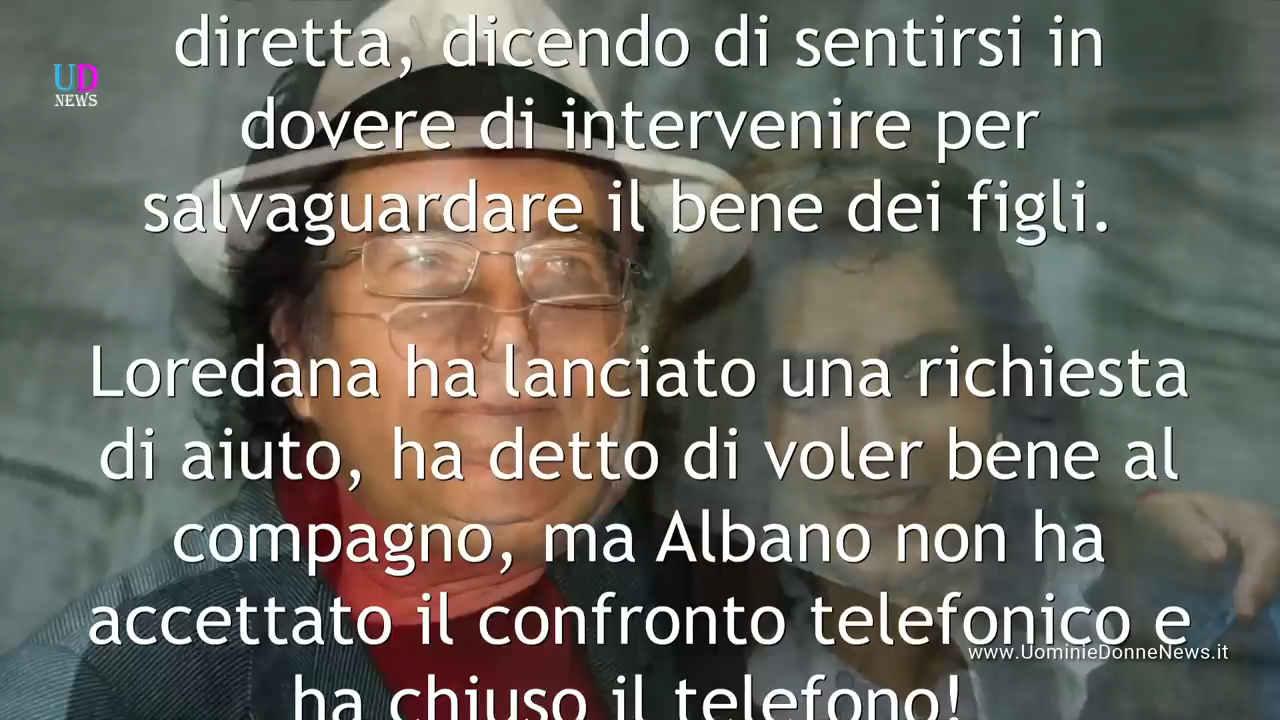 diretta, dicendo di sentirsi in
UD
NEWS
dovere di intervenire per
salvaguardare il bene dei figli.
Loredana ha lanciato una richiesta
di aiuto, ha detto di voler bene al
compagno, ma Albano non ha
accettato il confronto telefonico e
www.UominieDonneNews.it
ha chiuso il telefono!